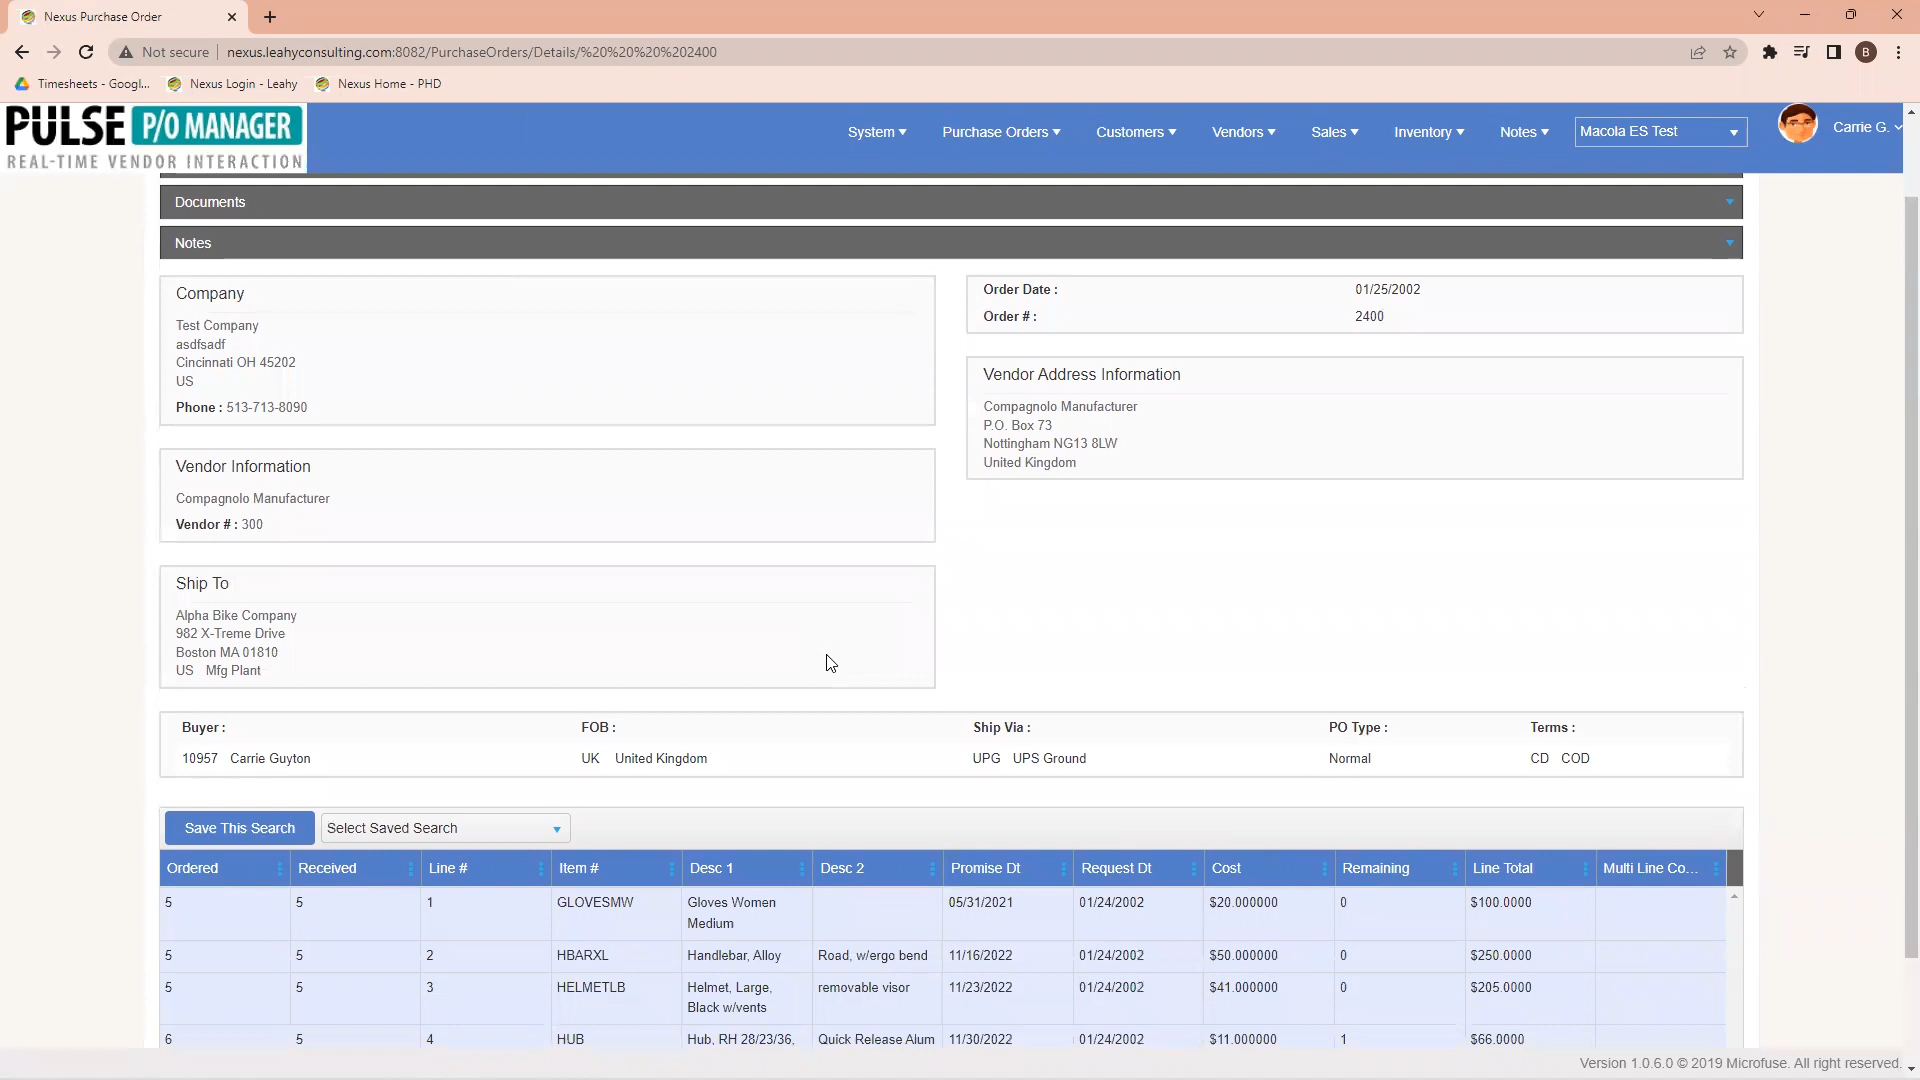 Nexus Purchase Order
Not secure nexus.leahyconsulting.com:8082/PurchaseOrders/Details/%20%20%20%202400
B
Timesheets - Googl... Nexus Login - Leahy Nexus Home - PHD
PULSE P/O MANAGER
REAL-TIME VENDOR INTERACTION
System Purchase Orders Customers Vendors Sales Inventory Notes Macola ES Test Carrie G.
Documents
Notes
Company
Test Company
asdfsadf
Cincinnati OH 45202
US
Phone : 513-713-8090
Order Date : 01/25/2002
Order # : 2400
Vendor Address Information
Compagnolo Manufacturer
P.O. Box 73
Nottingham NG13 8LW
United Kingdom
Vendor Information
Compagnolo Manufacturer
Vendor # : 300
Ship To
Alpha Bike Company
982 X-Treme Drive
Boston MA 01810
US Mfg Plant
Buyer : FOB : Ship Via : PO Type : Terms :
10957 Carrie Guyton UK United Kingdom UPG UPS Ground Normal CD COD
Save This Search Select Saved Search
Ordered Received Line # Item # Desc 1 Desc 2 Promise Dt Request Dt Cost Remaining Line Total Multi Line Co...
5 5 1 GLOVESMW Gloves Women 05/31/2021 01/24/2002 $20.000000 0 $100.0000
Medium
5 5 2 HBARXL Handlebar, Alloy Road, w/ergo bend 11/16/2022 01/24/2002 $50.000000 0 $250.0000
5 5 3 HELMETLB Helmet, Large, removable visor 11/23/2022 01/24/2002 $41.000000 0 $205.0000
Black w/vents
6 5 4 HUB Hub, RH 28/23/36, Quick Release Alum 11/30/2022 01/24/2002 $11.000000 1 $66.0000
Version 1.0.6.0 © 2019 Microfuse. All right reserved.